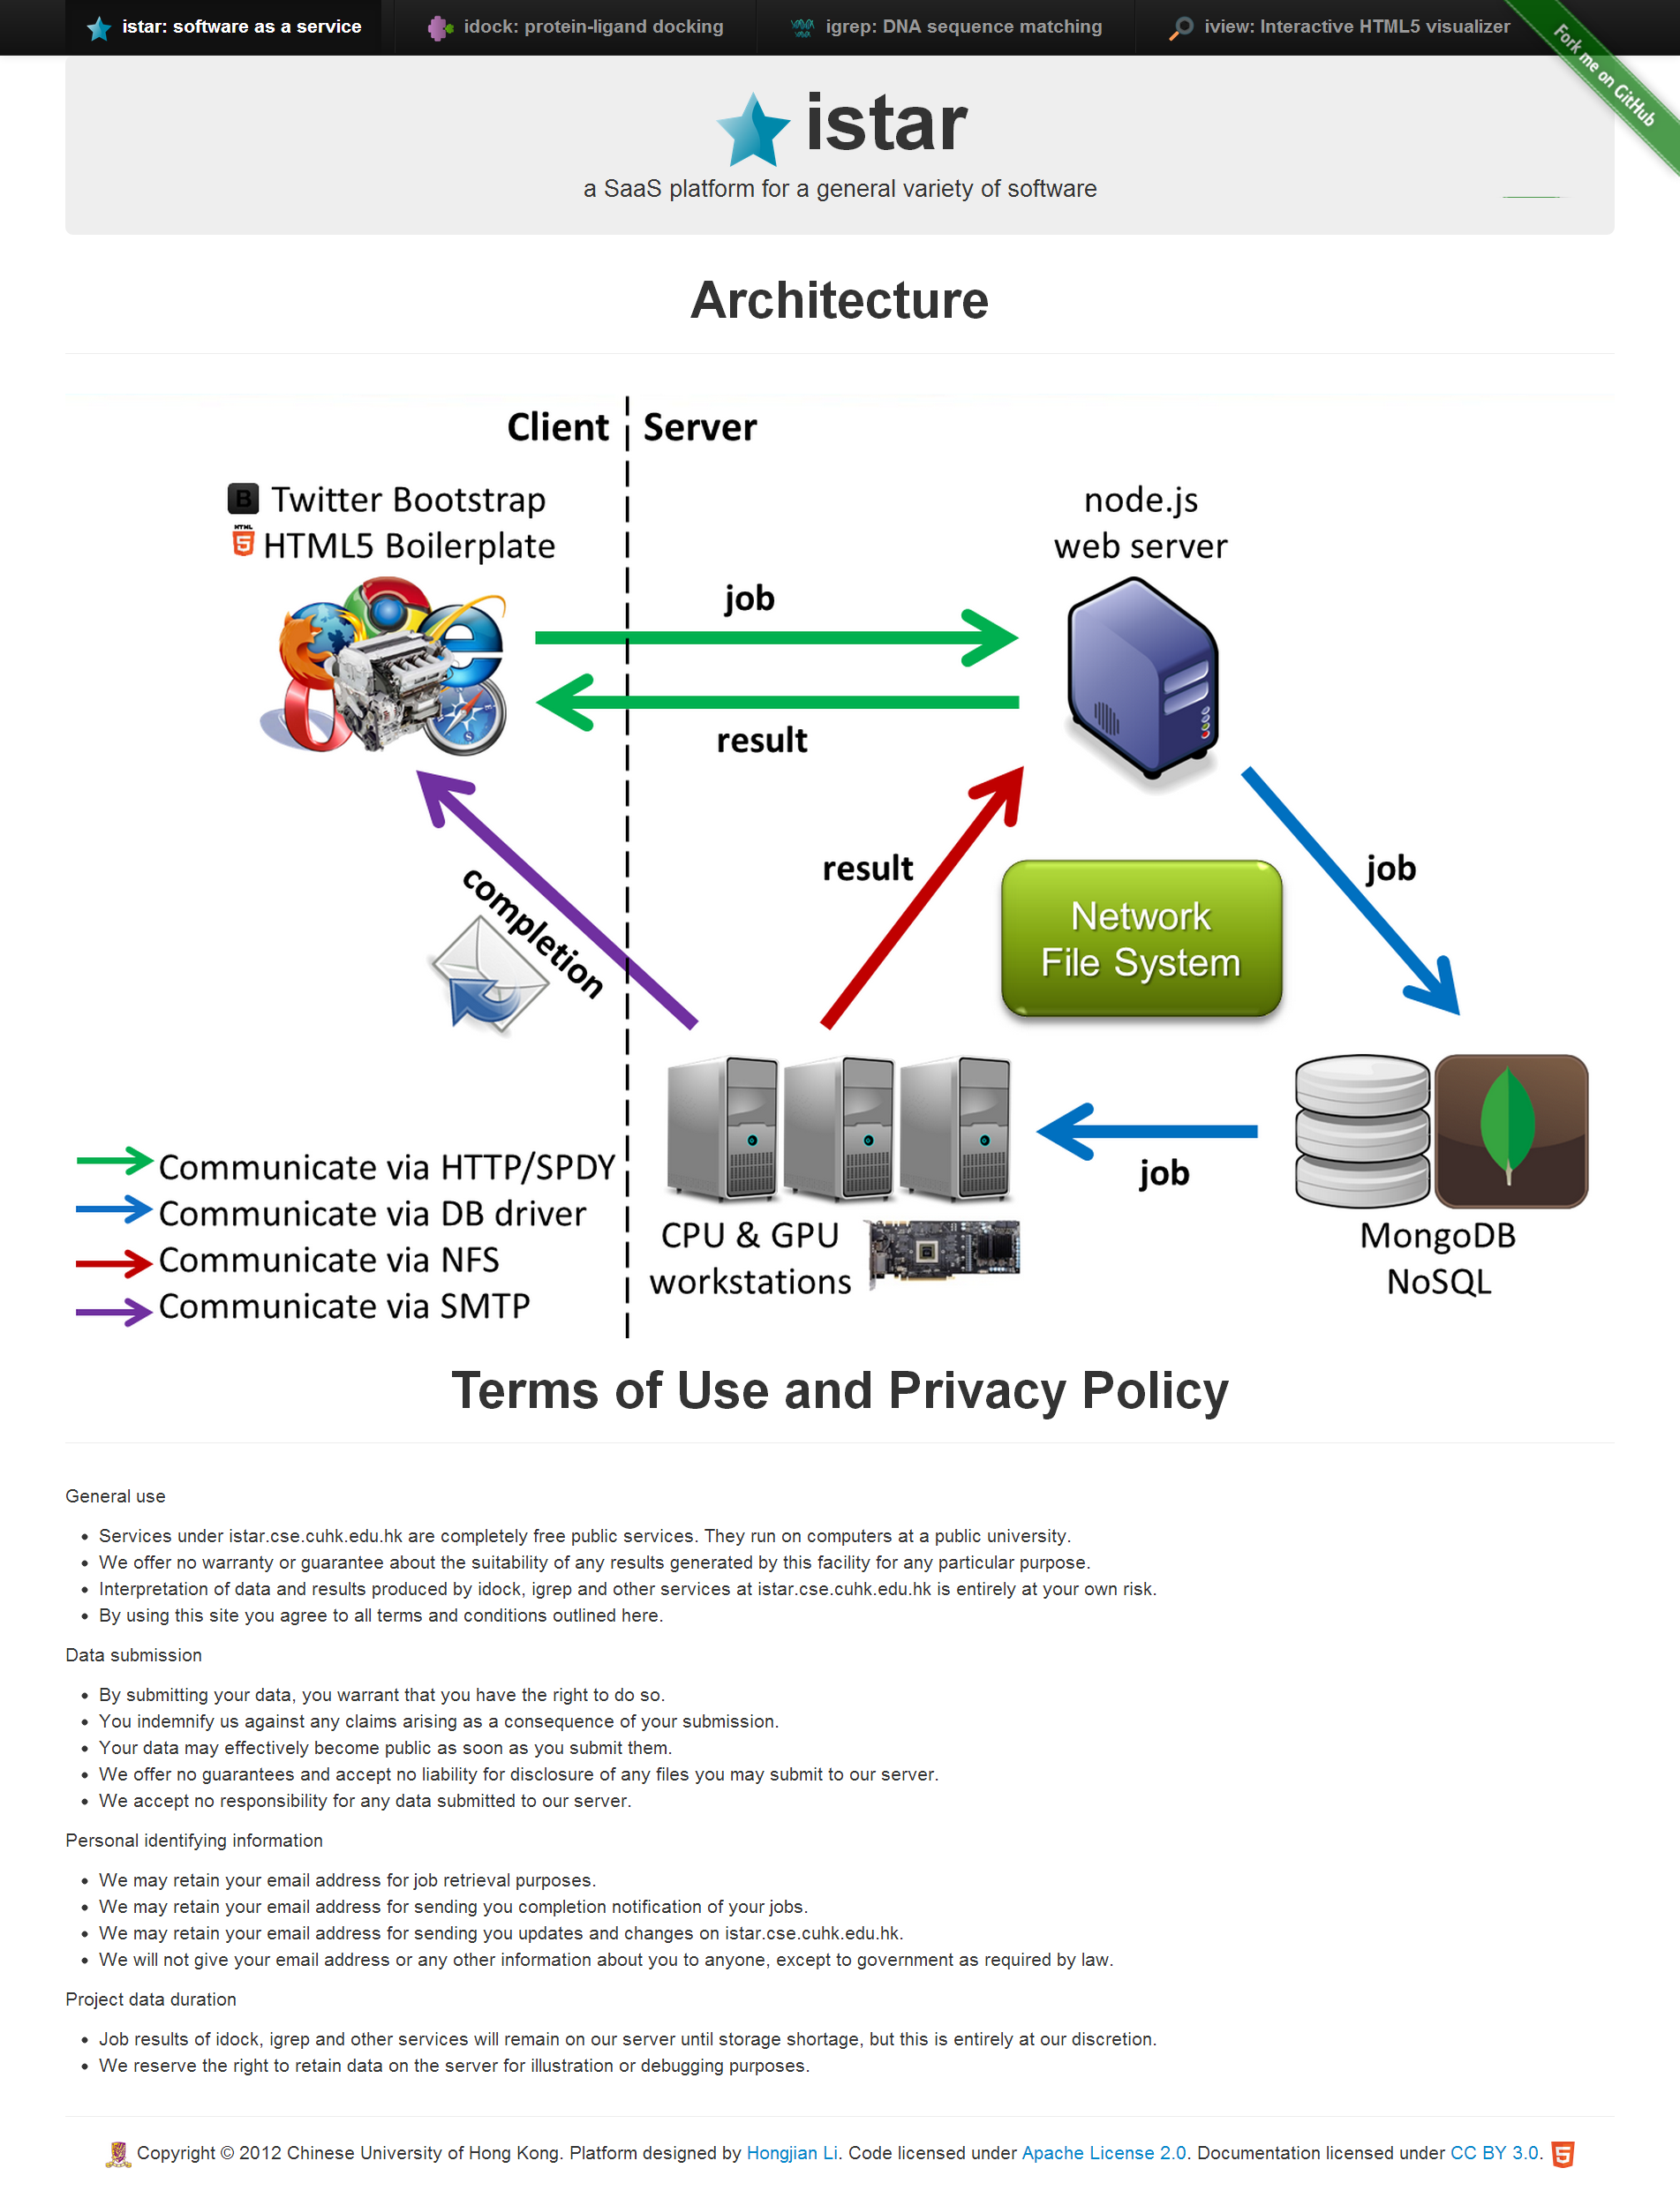 istar: software as a service
idock: protein-ligand docking
igrep: DNA sequence matching
iview: Interactive HTML5 visualizer
Fork me on GitHub
istar
a SaaS platform for a general variety of software
Architecture
Client
Server
B Twitter Bootstrap
HTML 5 HTML5 Boilerplate
node.js
web server
job
result
completion
result
Network
File System
job
job
Communicate via HTTP/SPDY
Communicate via DB driver
Communicate via NFS
Communicate via SMTP
CPU & GPU
workstations
MongoDB
NoSQL
Terms of Use and Privacy Policy
General use
• Services under istar.cse.cuhk.edu.hk are completely free public services. They run on computers at a public university.
• We offer no warranty or guarantee about the suitability of any results generated by this facility for any particular purpose.
• Interpretation of data and results produced by idock, igrep and other services at istar.cse.cuhk.edu.hk is entirely at your own risk.
• By using this site you agree to all terms and conditions outlined here.
Data submission
• By submitting your data, you warrant that you have the right to do so.
• You indemnify us against any claims arising as a consequence of your submission.
• Your data may effectively become public as soon as you submit them.
• We offer no guarantees and accept no liability for disclosure of any files you may submit to our server.
• We accept no responsibility for any data submitted to our server.
Personal identifying information
• We may retain your email address for job retrieval purposes.
• We may retain your email address for sending you completion notification of your jobs.
• We may retain your email address for sending you updates and changes on istar.cse.cuhk.edu.hk.
• We will not give your email address or any other information about you to anyone, except to government as required by law.
Project data duration
• Job results of idock, igrep and other services will remain on our server until storage shortage, but this is entirely at our discretion.
• We reserve the right to retain data on the server for illustration or debugging purposes.
Copyright © 2012 Chinese University of Hong Kong. Platform designed by Hongjian Li. Code licensed under Apache License 2.0. Documentation licensed under CC BY 3.0. 5